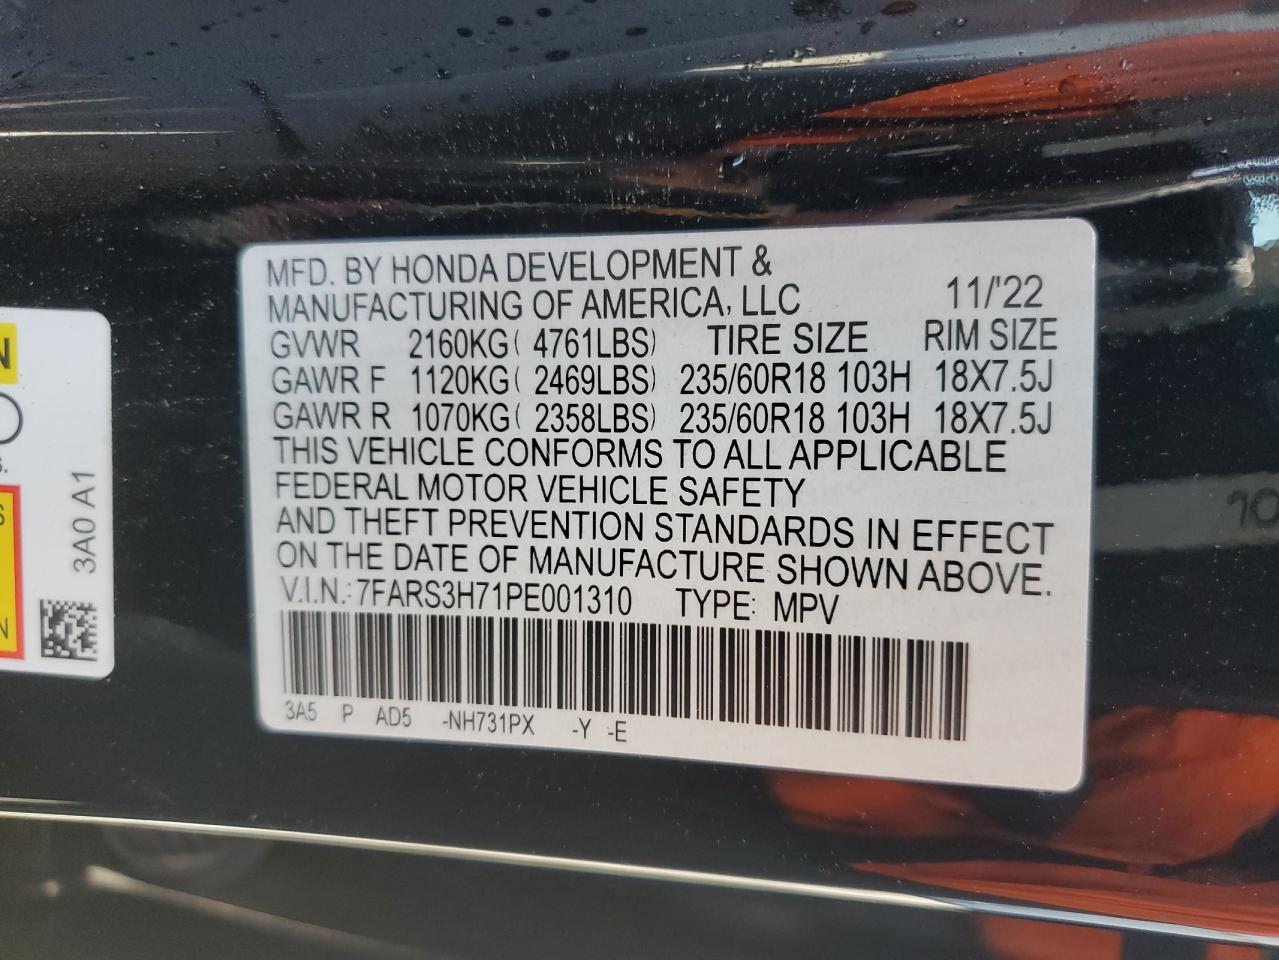 MFD. BY HONDA DEVELOPMENT &
MANUFACTURING OF AMERICA, LLC 11/'22
GVWR 2160KG( 4761LBS) TIRE SIZE RIM SIZE
GAWR F 1120KG( 2469LBS) 235/60R18 103H 18X7.5J
GAWR R 1070KG( 2358LBS) 235/60R18 103H 18X7.5J
THIS VEHICLE CONFORMS TO ALL APPLICABLE
FEDERAL MOTOR VEHICLE SAFETY
AND THEFT PREVENTION STANDARDS IN EFFECT
ON THE DATE OF MANUFACTURE SHOWN ABOVE.
V.I.N.: 7FARS3H71PE001310 TYPE: MPV
3A5 P AD5 -NH731PX -Y -E
3A0 A1
N
S.
S
N